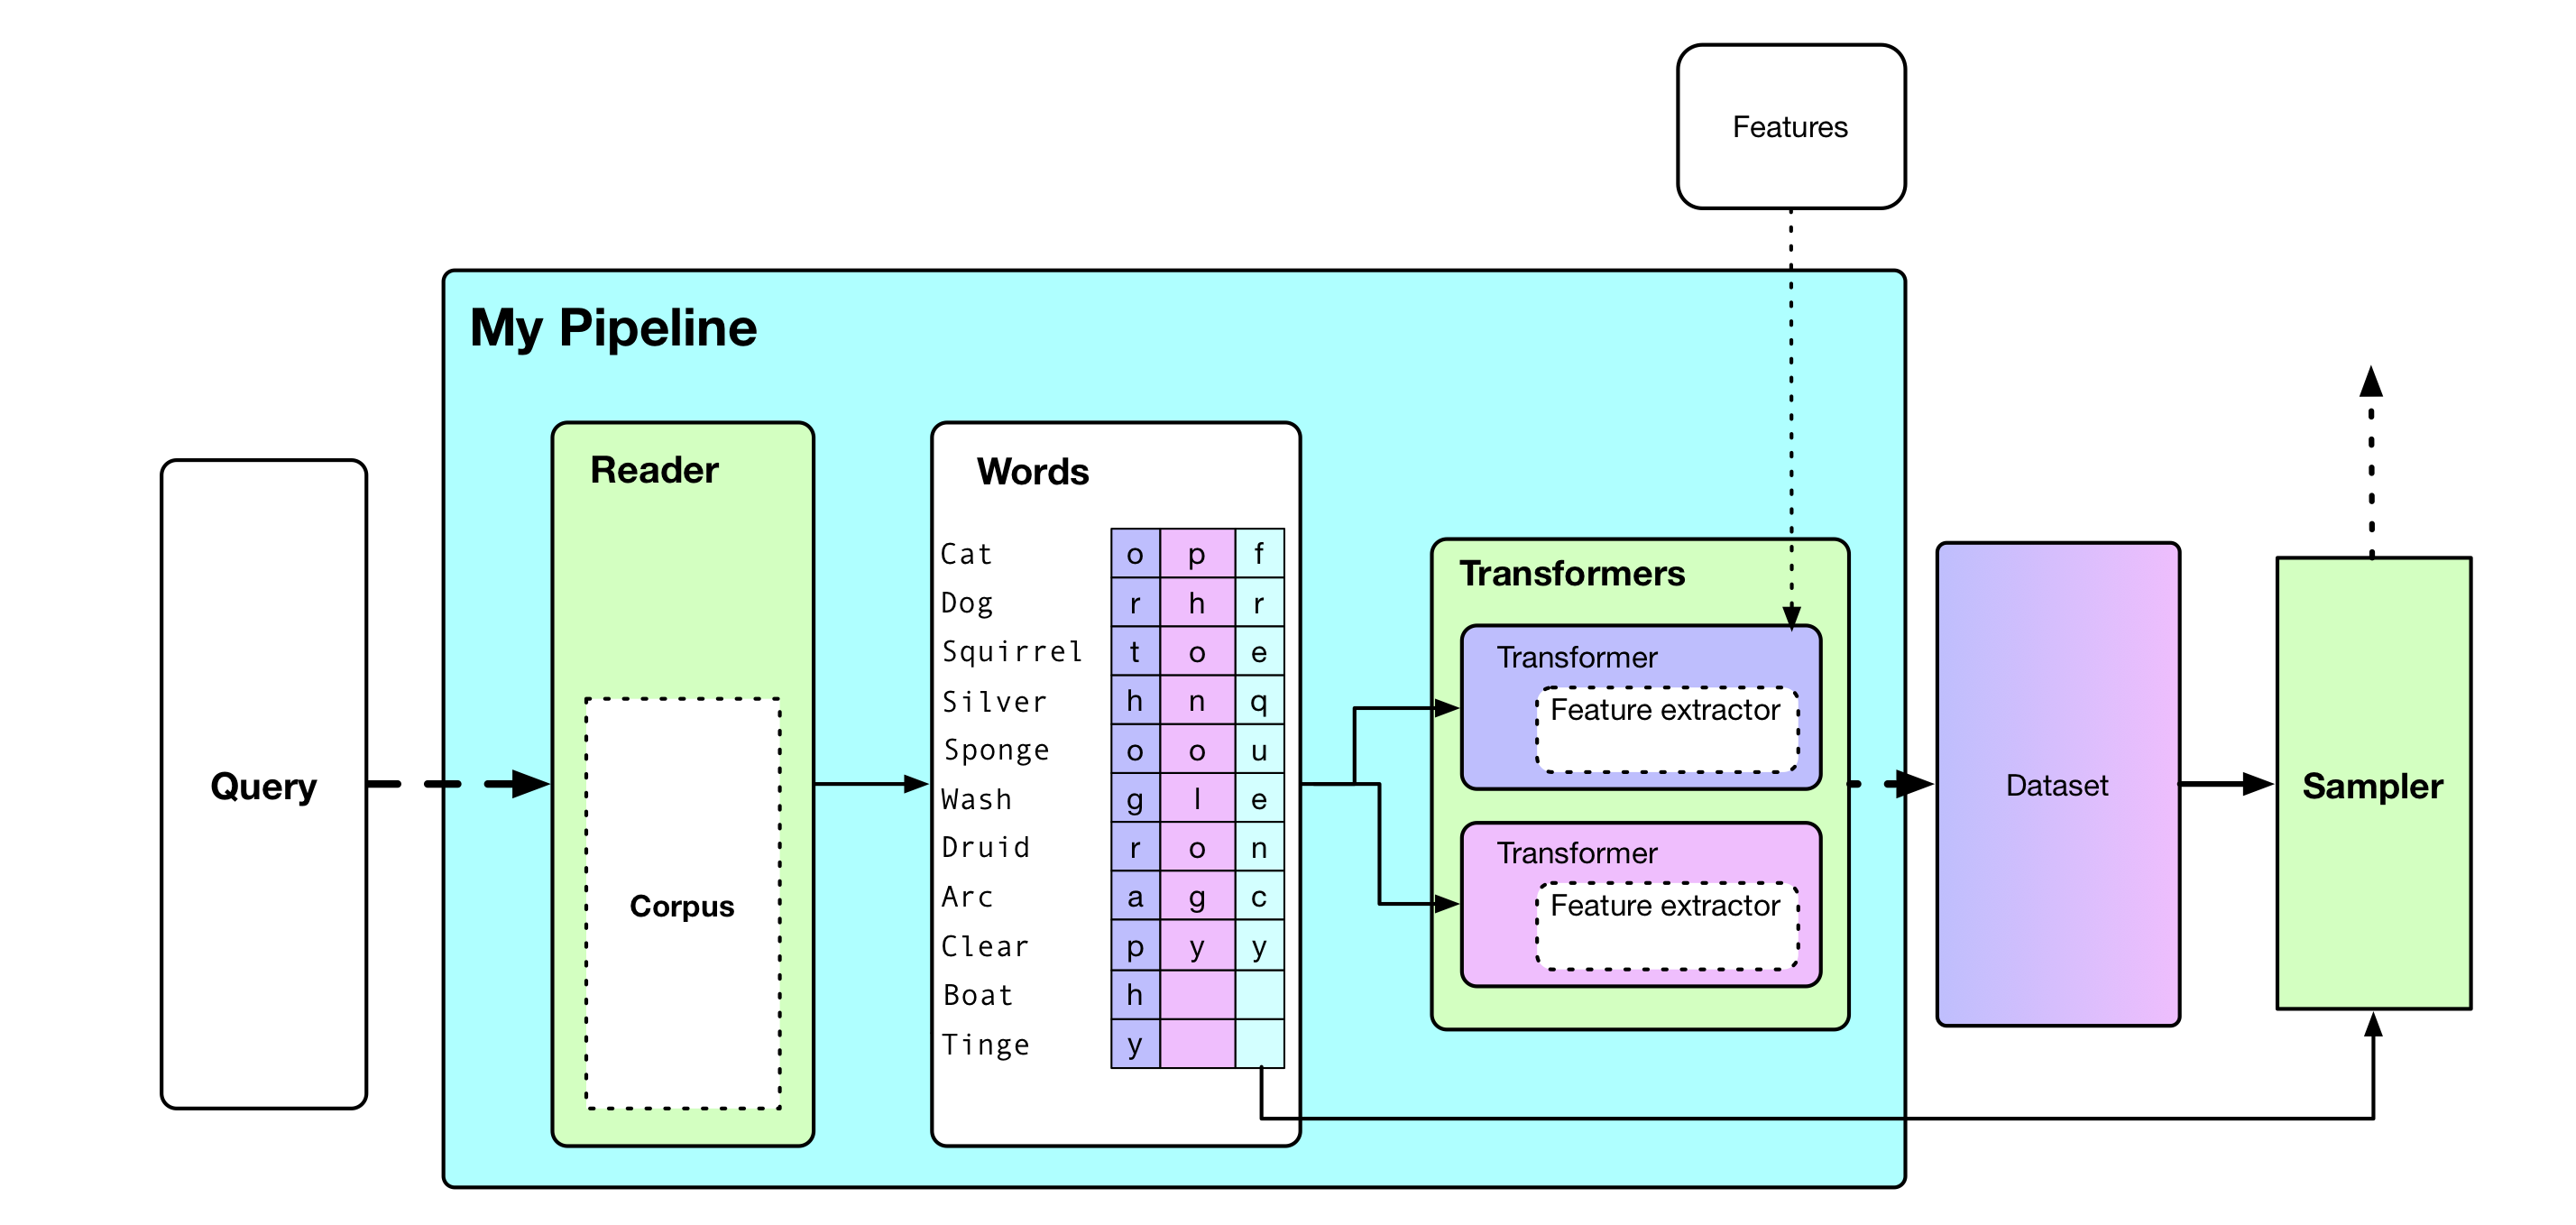 Features
My Pipeline
Reader
Words
Cat o p f
Dog r h r
Squirrel t o e
Silver h n q
Sponge o o u
Wash g l e
Druid r o n
Arc a g c
Clear p y y
Boat h
Tinge y
Transformers
Transformer
Feature extractor
Transformer
Feature extractor
Query
Corpus
Dataset
Sampler